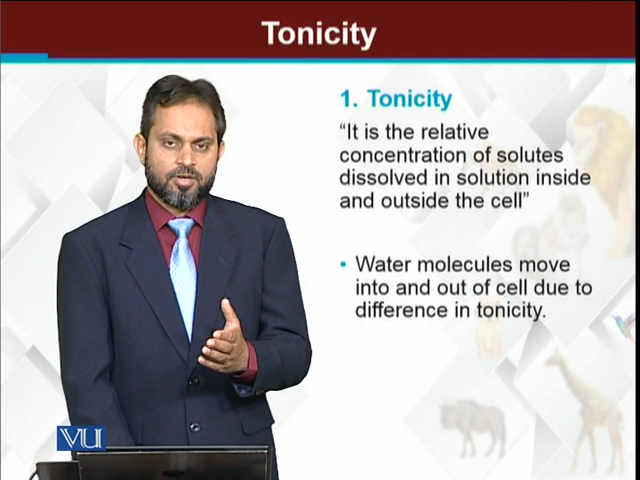 Tonicity
1. Tonicity
“It is the relative
concentration of solutes
dissolved in solution inside
and outside the cell”
• Water molecules move
into and out of cell due to
difference in tonicity.
VU